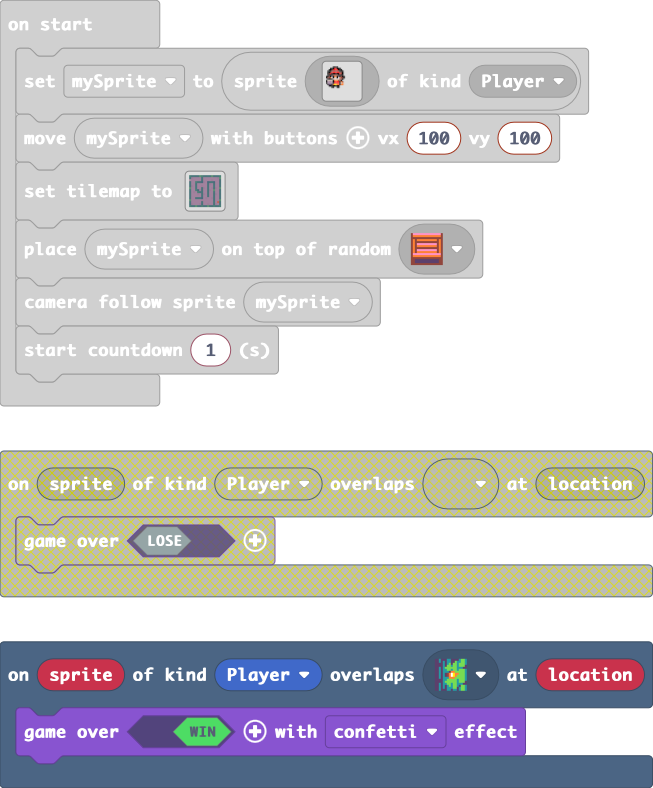 on start
set mySprite to sprite of kind Player
move mySprite with buttons vx 100 vy 100
set tilemap to
place mySprite on top of random
camera follow sprite mySprite
start countdown 1 (s)
on sprite of kind Player overlaps at location
game over LOSE
on sprite of kind Player overlaps at location
game over WIN with confetti effect